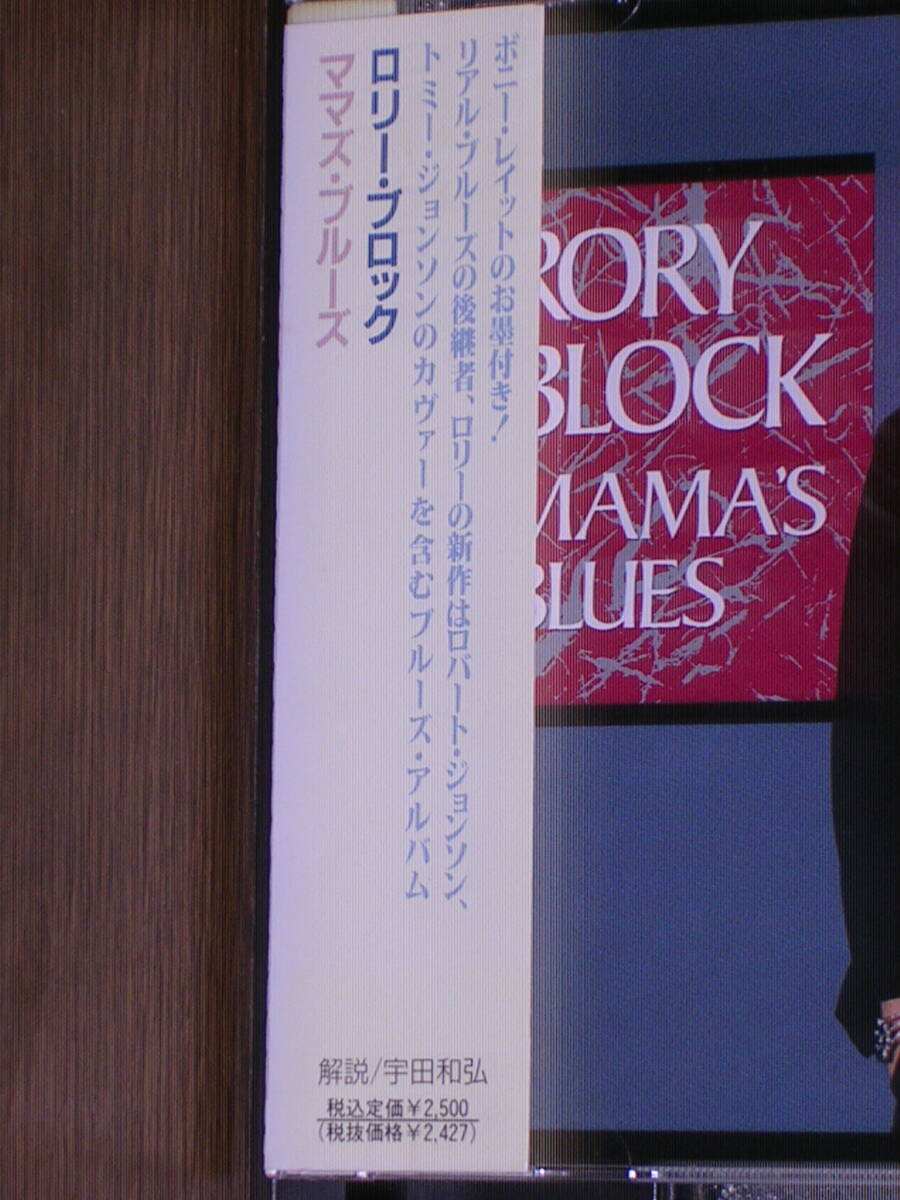 ボニー・レイットのお墨付き!
リアル・ブルーズの後継者、ロリーの新作はロバート・ジョンソン、
トミー・ジョンソンのカヴァーを含むブルーズ・アルバム
ロリー・ブロック
ママズ・ブルーズ
解説/宇田和弘
税込定価¥2,500
(税抜価格¥2,427)
RORY
BLOCK
MAMA'S
BLUES